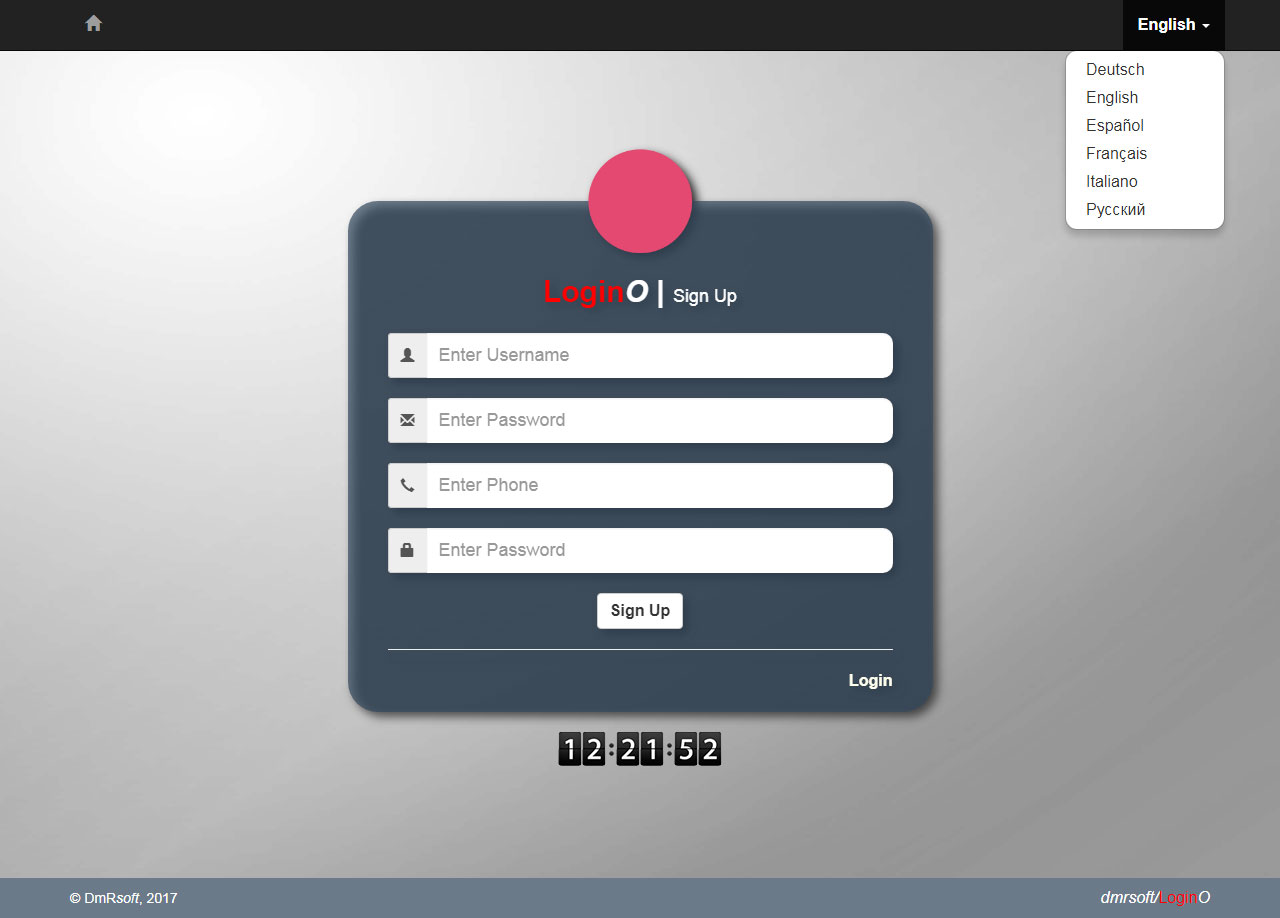 English
Deutsch
English
Español
Français
Italiano
Русский
LoginO | Sign Up
Enter Username
Enter Password
Enter Phone
Enter Password
Sign Up
Login
12:21:52
© DmRsoft, 2017
dmrsoft/LoginO